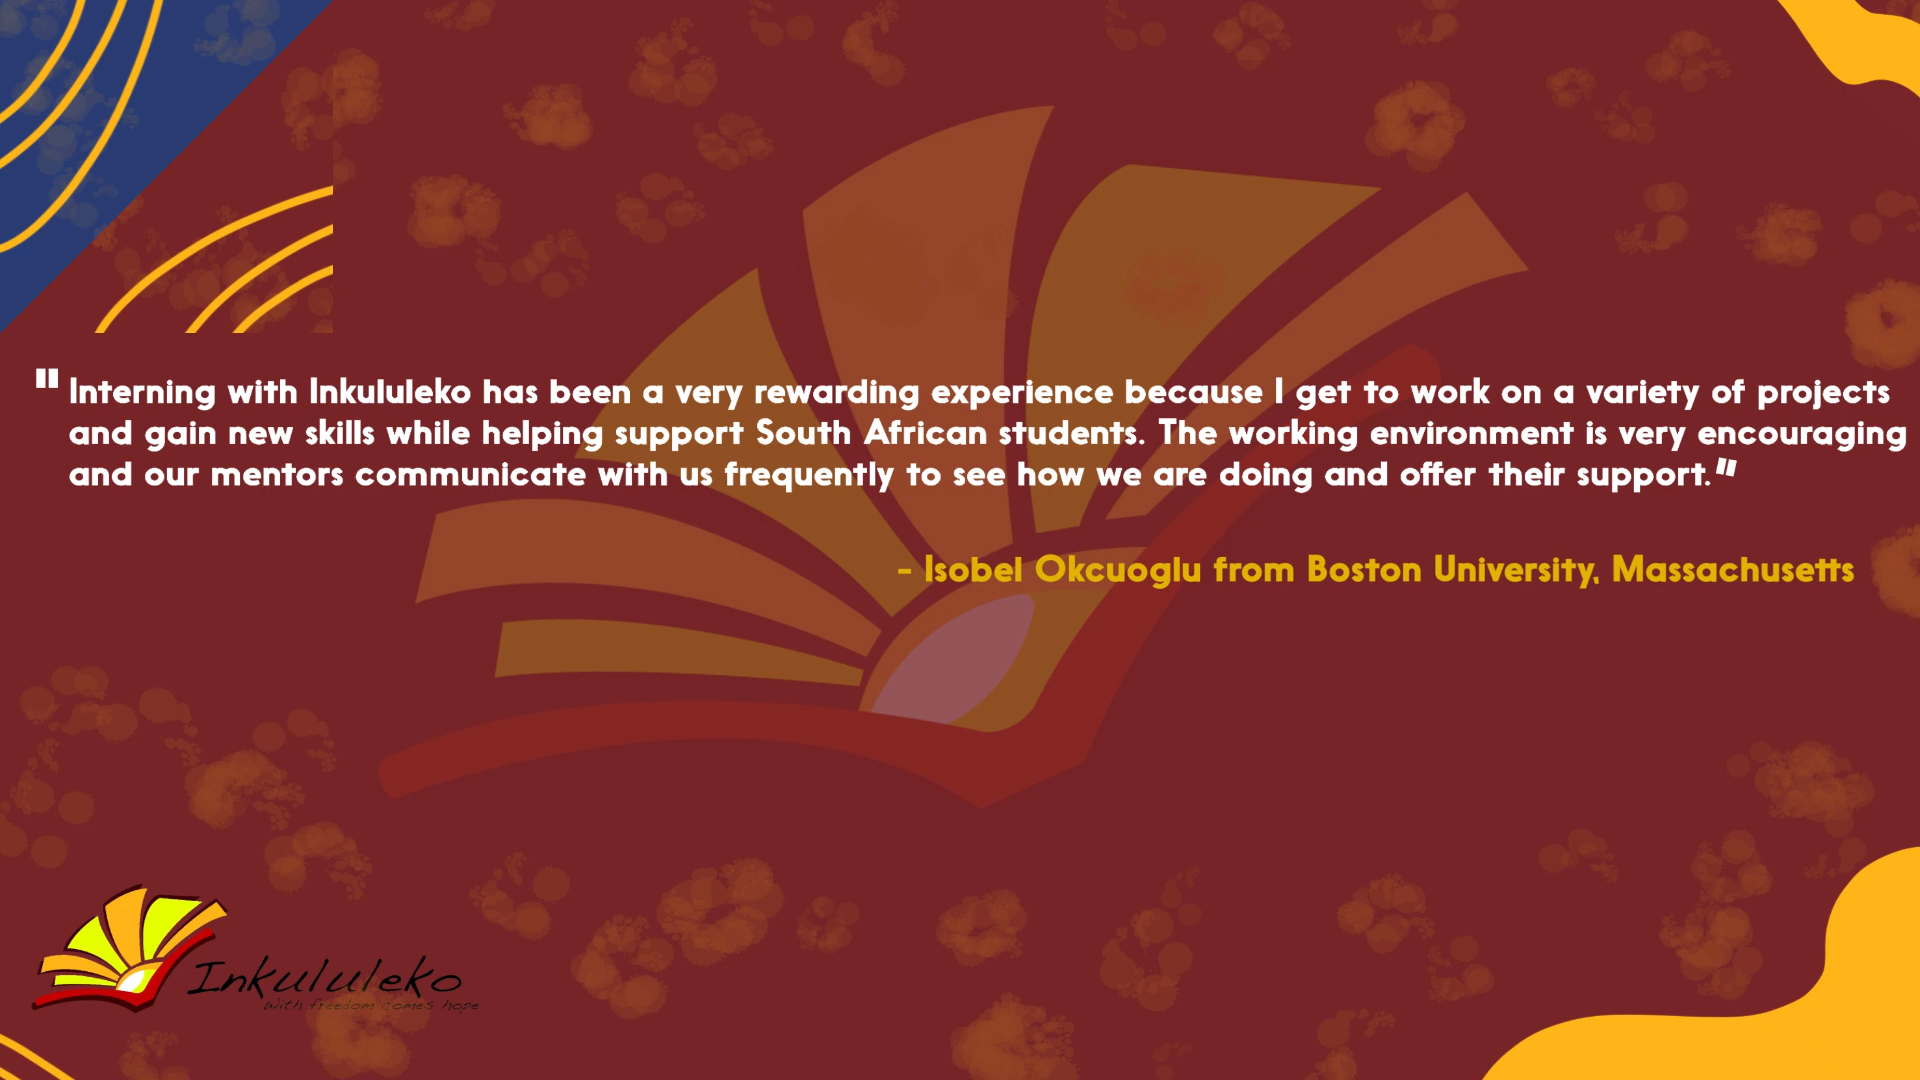 "Interning with Inkululeko has been a very rewarding experience because I get to work on a variety of projects
and gain new skills while helping support South African students. The working environment is very encouraging
and our mentors communicate with us frequently to see how we are doing and offer their support."
- Isobel Okcuoglu from Boston University, Massachusetts
Inkululeko
With freedom comes hope